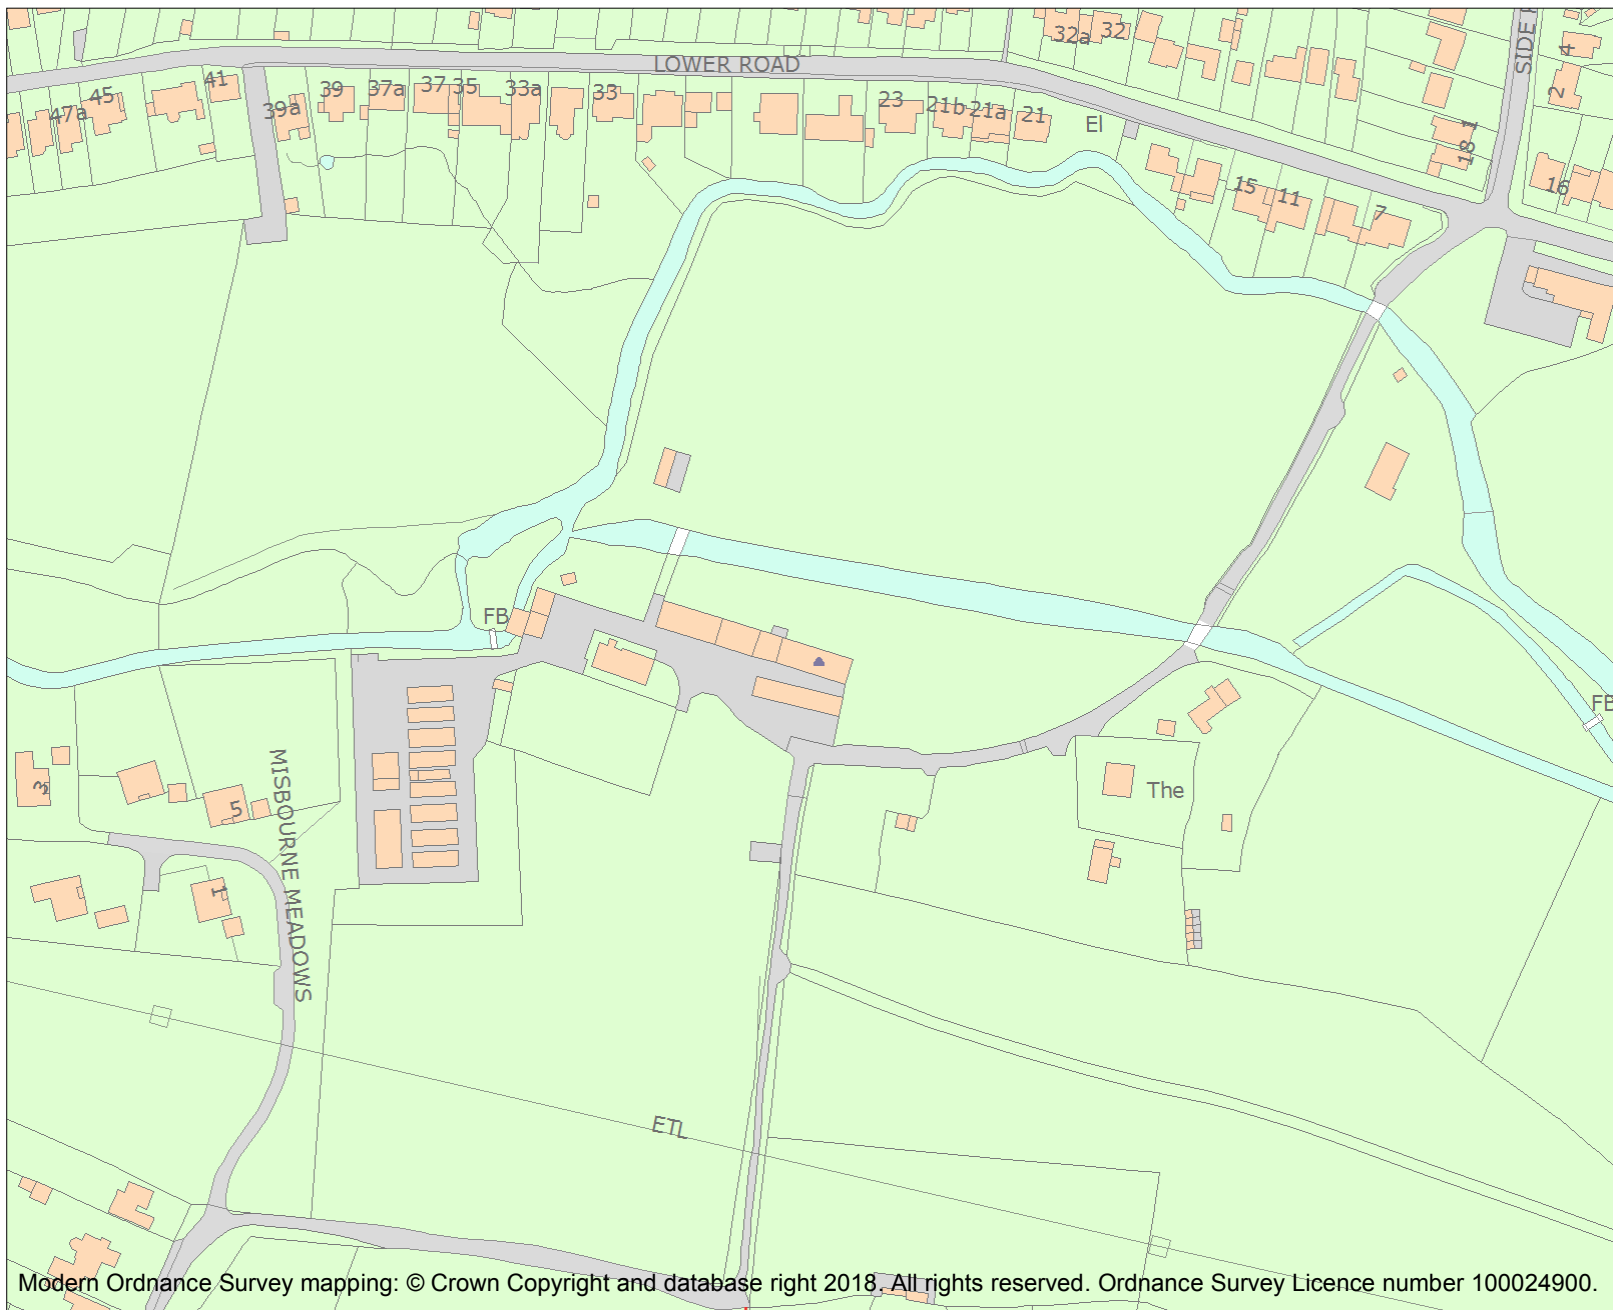 32a
32
SIDE
4
2
LOWER ROAD
41
45
47a
39a
39
37a
37
35
33a
33
23
21b
21a
21
El
1
18
16
15
11
7
FB
FB
3
5
1
MISBOURNE MEADOWS
The
ETL
Modern Ordnance Survey mapping: © Crown Copyright and database right 2018. All rights reserved. Ordnance Survey Licence number 100024900.